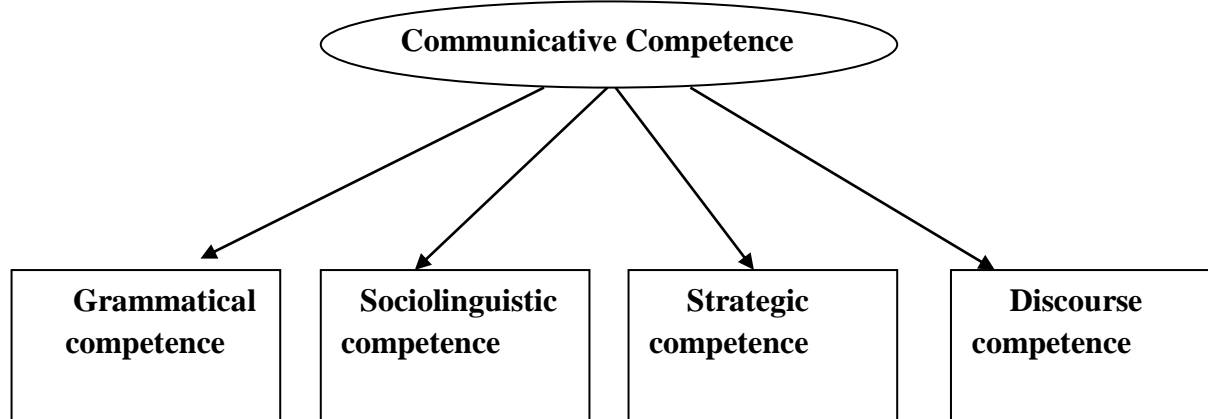 Communicative Competence
Grammatical
competence
Sociolinguistic
competence
Strategic
competence
Discourse
competence